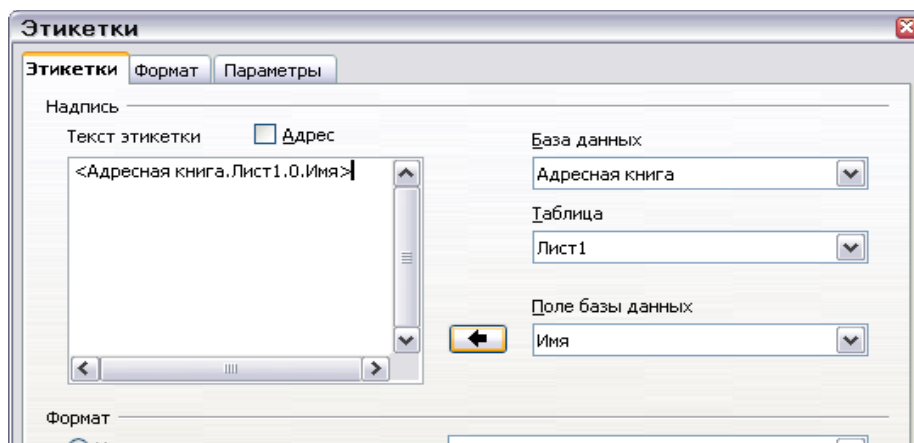 Этикетки
Этикетки Формат Параметры
Надпись
Текст этикетки Адрес
<Адресная книга.Лист1.0.Имя>
База данных
Адресная книга
Таблица
Лист1
Поле базы данных
Имя
Формат